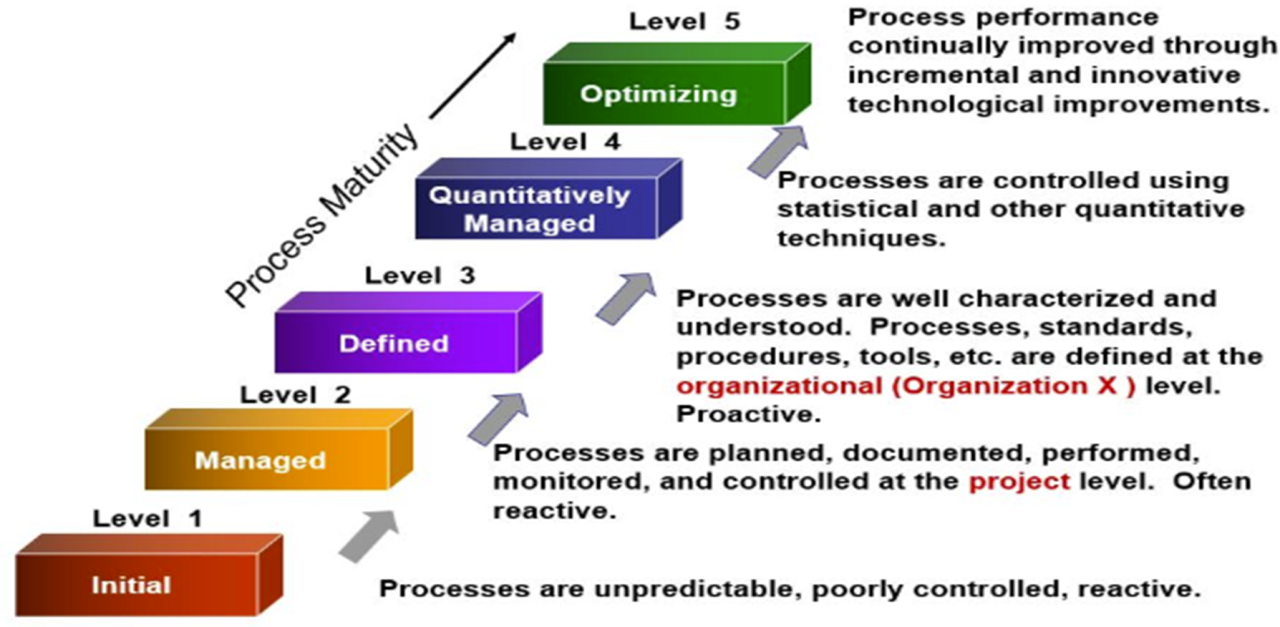 Level 5
Optimizing
Process performance
continually improved through
incremental and innovative
technological improvements.
Process Maturity
Level 4
Quantitatively
Managed
Processes are controlled using
statistical and other quantitative
techniques.
Level 3
Defined
Processes are well characterized and
understood. Processes, standards,
procedures, tools, etc. are defined at the
organizational (Organization X ) level.
Proactive.
Level 2
Managed
Processes are planned, documented, performed,
monitored, and controlled at the project level. Often
reactive.
Level 1
Initial
Processes are unpredictable, poorly controlled, reactive.